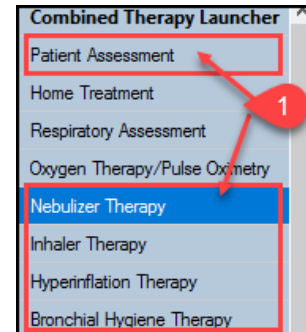 Combined Therapy Launcher
Patient Assessment
Home Treatment
1
Respiratory Assessment
Oxygen Therapy/Pulse Oximetry
Nebulizer Therapy
Inhaler Therapy
Hyperinflation Therapy
Bronchial Hygiene Therapy